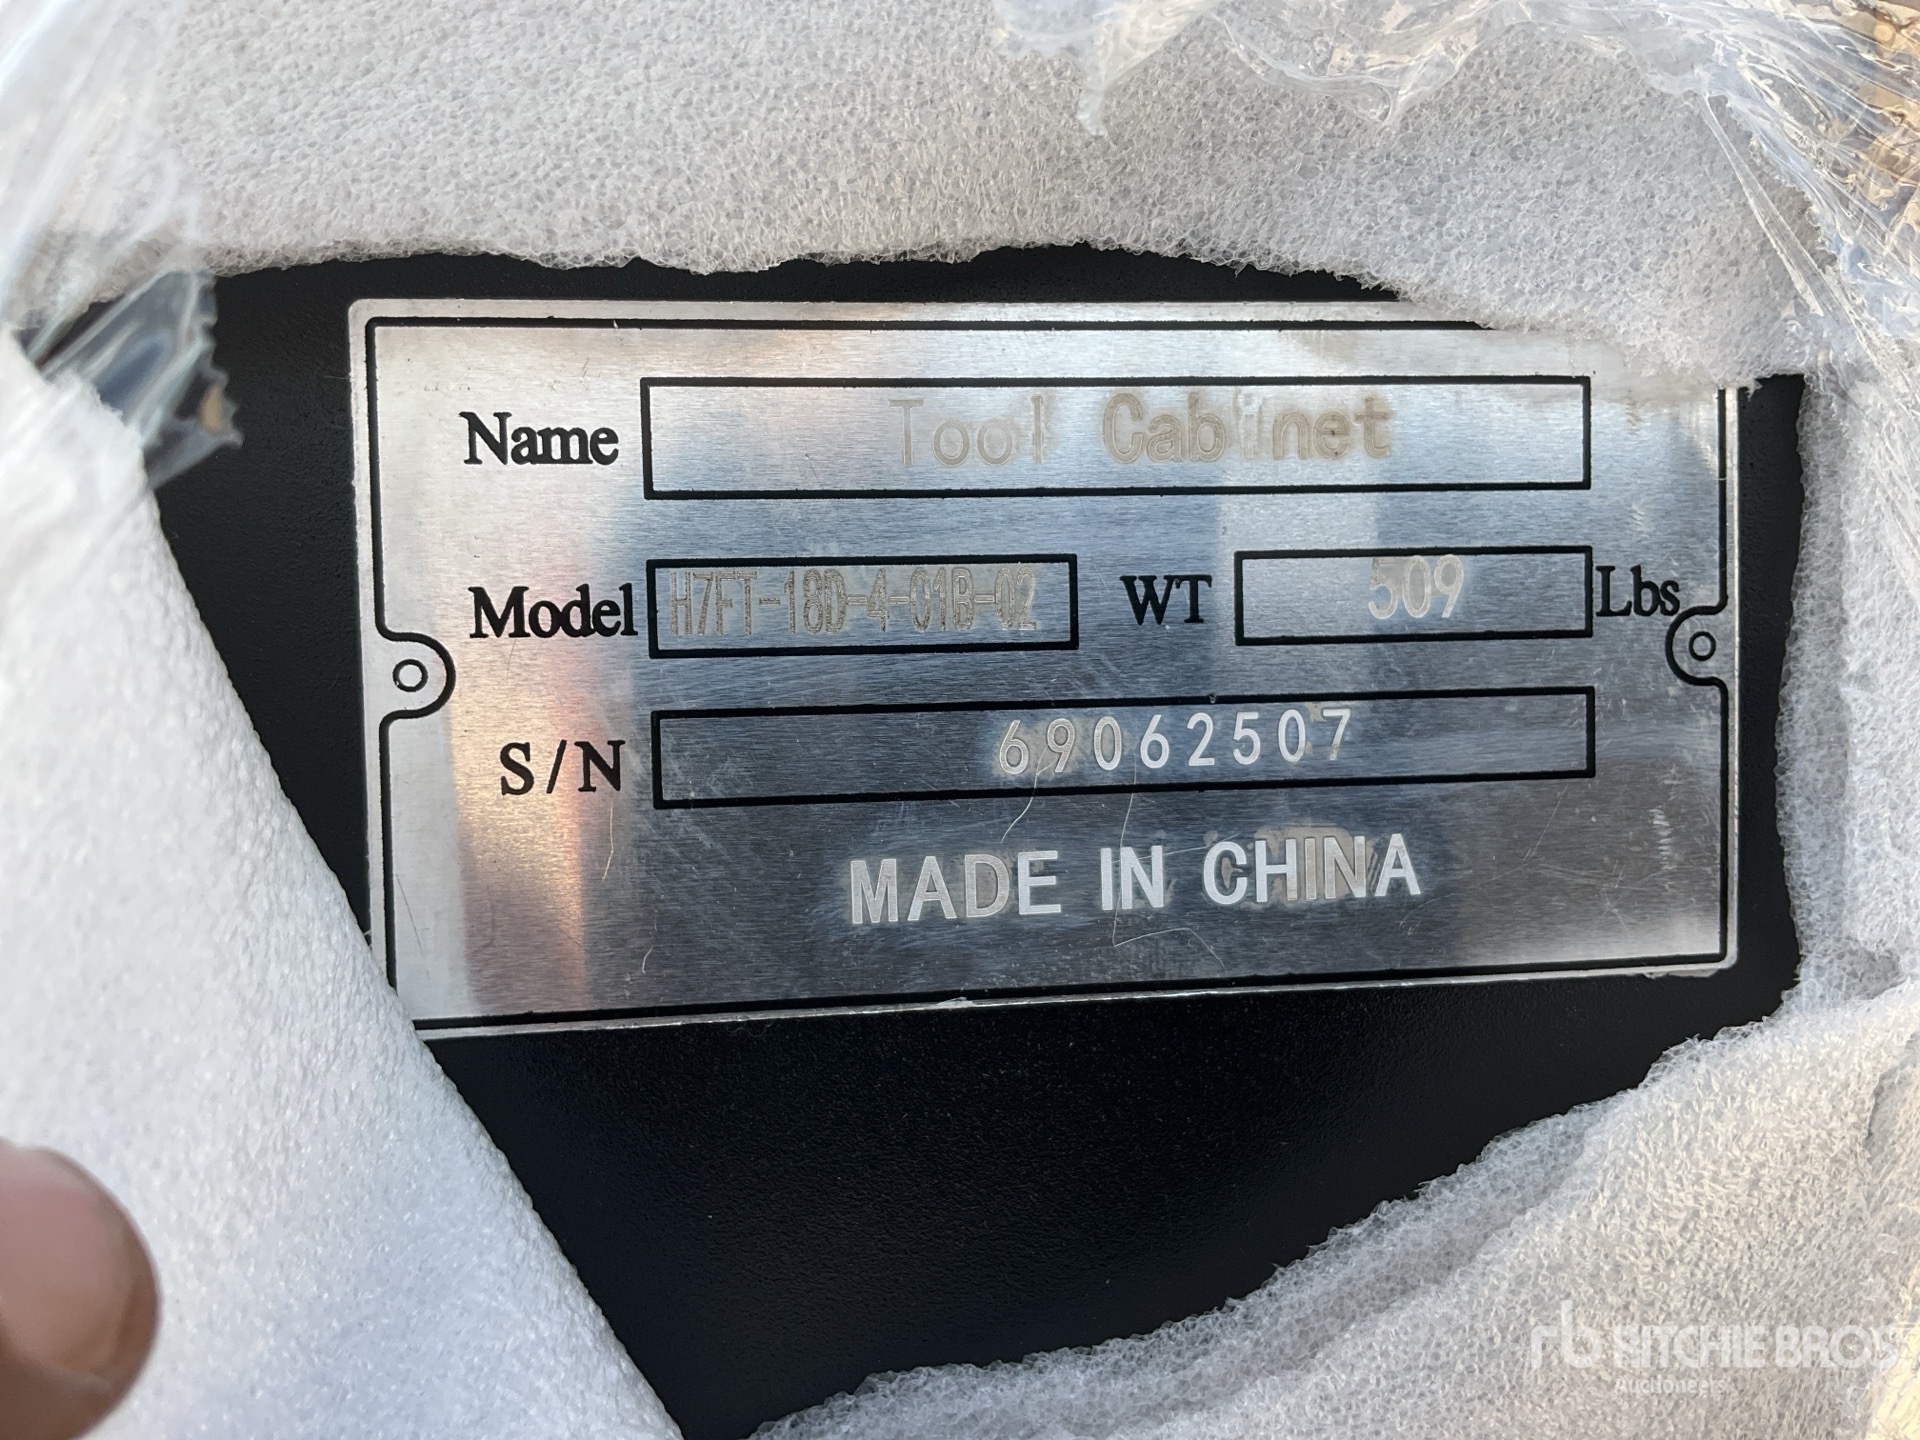 Name Tool Cabinet
Model H7FT-18D-4-01B-02 WT 509 Lbs
S/N 69062507
MADE IN CHINA
rb RITCHIE BROS
Auctioneers